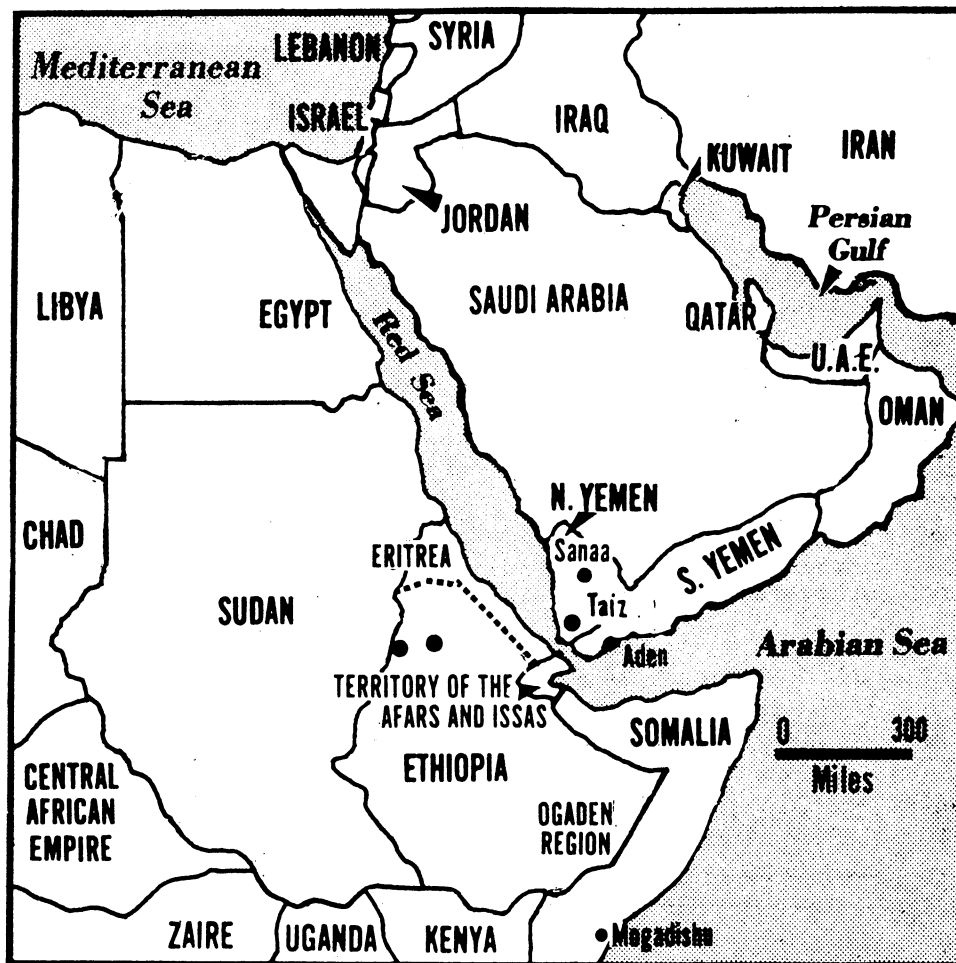 SYRIA
LEBANON
Mediterranean
Sea
ISRAEL
IRAQ
KUWAIT
IRAN
JORDAN
Persian
Gulf
LIBYA
EGYPT
SAUDI ARABIA
QATAR
Red Sea
U.A.E.
OMAN
N. YEMEN
CHAD
ERITREA
Sanaa
S. YEMEN
SUDAN
Taiz
Aden
Arabian Sea
TERRITORY OF THE
AFARS AND ISSAS
SOMALIA
0 300
Miles
ETHIOPIA
CENTRAL
AFRICAN
EMPIRE
OGADEN
REGION
ZAIRE
UGANDA
KENYA
Mogadishu